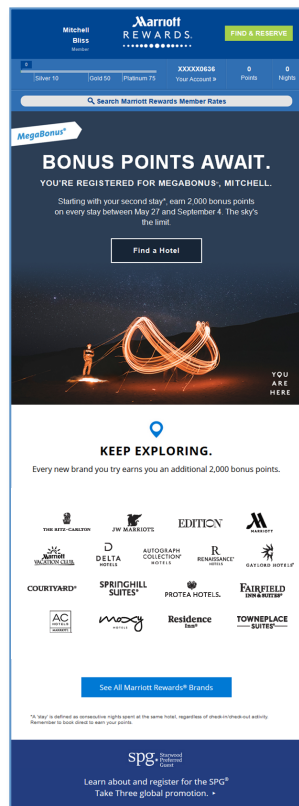 Mitchell
Bliss
Member
Marriott
REWARDS.
FIND & RESERVE
0
Silver 10
Gold 50
Platinum 75
XXXXX0636
Your Account
0
Points
0
Nights
Search Marriott Rewards Member Rates
MegaBonus®
BONUS POINTS AWAIT.
YOU'RE REGISTERED FOR MEGABONUS®, MITCHELL.
Starting with your second stay*, earn 2,000 bonus points
on every stay between May 27 and September 4. The sky's
the limit.
Find a Hotel
YOU
ARE
HERE
KEEP EXPLORING.
Every new brand you try earns you an additional 2,000 bonus points.
THE RITZ-CARLTON
JW MARRIOTT
EDITION
MARRIOTT
Marriott
VACATION CLUB
DELTA
HOTELS
AUTOGRAPH
COLLECTION®
HOTELS
R
RENAISSANCE®
HOTELS
GAYLORD HOTELS®
COURTYARD®
SPRINGHILL
SUITES®
PROTEA HOTELS.
FAIRFIELD
INN & SUITES®
AC
HOTELS
MARRIOTT
moxy
HOTELS
Residence
Inn®
TOWNEPLACE
SUITES®
See All Marriott Rewards® Brands
*A 'stay' is defined as consecutive nights spent at the same hotel, regardless of check-in/check-out activity.
Remember to book direct to earn your points.
spg. Starwood
Preferred
Guest
Learn about and register for the SPG®
Take Three global promotion.